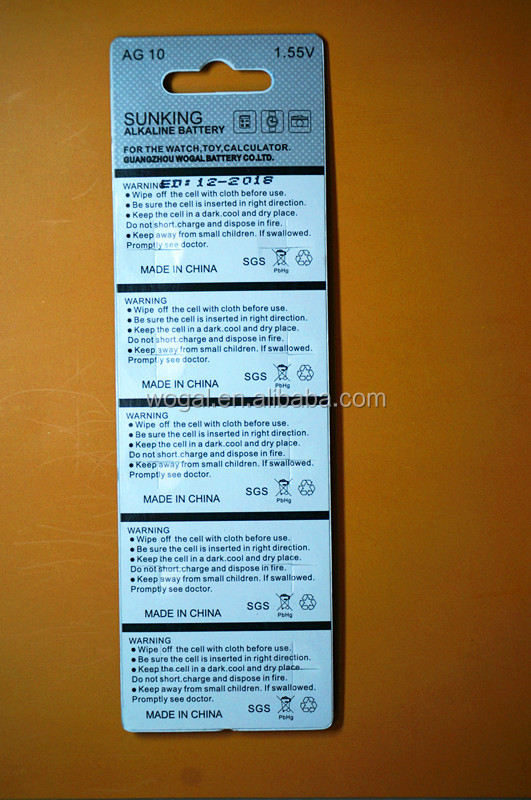 AG 10 1.55V
SUNKING
ALKALINE BATTERY
FOR THE WATCH,TOY,CALCULATOR.
GUANGZHOU WOGAL BATTERY CO.LTD.
WARNING ED: 12-2018
• Wipe off the cell with cloth before use.
• Be sure the cell is inserted in right direction.
• Keep the cell in a dark.cool and dry place.
Do not short.charge and dispose in fire.
• Keep away from small children. If swallowed.
Promptly see doctor.
MADE IN CHINA SGS PbHg
WARNING
• Wipe off the cell with cloth before use.
• Be sure the cell is inserted in right direction.
• Keep the cell in a dark.cool and dry place.
Do not short.charge and dispose in fire.
• Keep away from small children. If swallowed.
Promptly see doctor.
MADE IN CHINA SGS PbHg
wogal.en.alibaba.com
WARNING
• Wipe off the cell with cloth before use.
• Be sure the cell is inserted in right direction.
• Keep the cell in a dark.cool and dry place.
Do not short.charge and dispose in fire.
• Keep away from small children. If swallowed.
Promptly see doctor.
MADE IN CHINA SGS PbHg
WARNING
• Wipe off the cell with cloth before use.
• Be sure the cell is inserted in right direction.
• Keep the cell in a dark.cool and dry place.
Do not short.charge and dispose in fire.
• Keep away from small children. If swallowed.
Promptly see doctor.
MADE IN CHINA SGS PbHg
WARNING
• Wipe off the cell with cloth before use.
• Be sure the cell is inserted in right direction.
• Keep the cell in a dark.cool and dry place.
Do not short.charge and dispose in fire.
• Keep away from small children. If swallowed.
Promptly see doctor.
MADE IN CHINA SGS PbHg